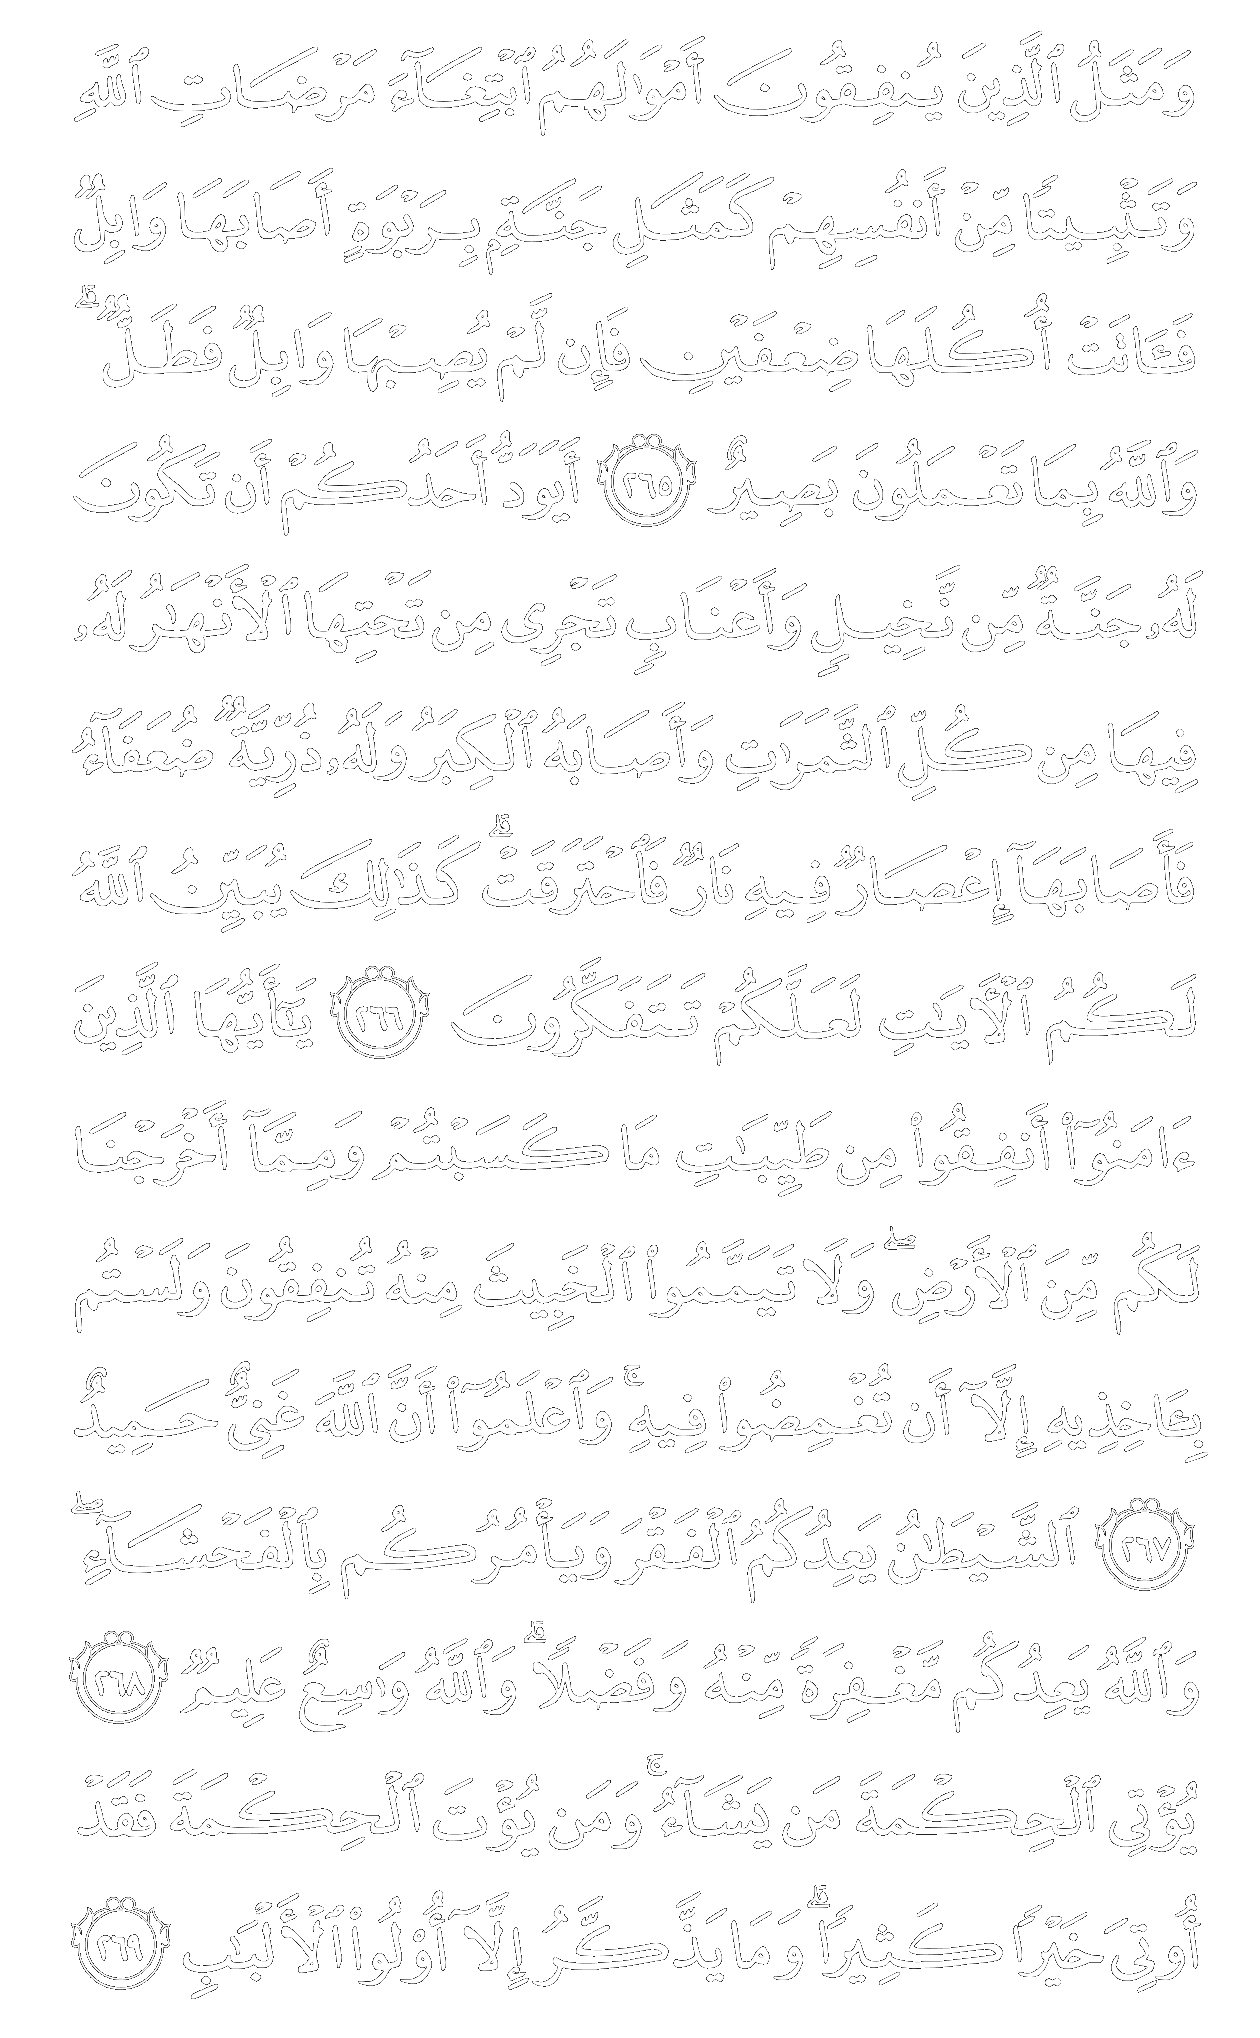 وَمَثَلُ ٱلَّذِينَ يُنفِقُونَ أَمْوَٰلَهُمُ ٱبْتِغَآءَ مَرْضَاتِ ٱللَّهِ
وَتَثْبِيتًا مِّنْ أَنفُسِهِمْ كَمَثَلِ جَنَّةٍۭ بِرَبْوَةٍ أَصَابَهَا وَابِلٌ
فَـَٔاتَتْ أُكُلَهَا ضِعْفَيْنِ فَإِن لَّمْ يُصِبْهَا وَابِلٌ فَطَلٌّ ۗ
وَٱللَّهُ بِمَا تَعْمَلُونَ بَصِيرٌ ٢٦٥ أَيَوَدُّ أَحَدُكُمْ أَن تَكُونَ
لَهُۥ جَنَّةٌ مِّن نَّخِيلٍ وَأَعْنَابٍ تَجْرِى مِن تَحْتِهَا ٱلْأَنْهَٰرُ لَهُۥ
فِيهَا مِن كُلِّ ٱلثَّمَرَٰتِ وَأَصَابَهُ ٱلْكِبَرُ وَلَهُۥ ذُرِّيَّةٌ ضُعَفَآءُ
فَأَصَابَهَآ إِعْصَارٌ فِيهِ نَارٌ فَٱحْتَرَقَتْ ۗ كَذَٰلِكَ يُبَيِّنُ ٱللَّهُ
لَكُمُ ٱلْـَٔايَٰتِ لَعَلَّكُمْ تَتَفَكَّرُونَ ٢٦٦ يَٰٓأَيُّهَا ٱلَّذِينَ
ءَامَنُوٓا۟ أَنفِقُوا۟ مِن طَيِّبَٰتِ مَا كَسَبْتُمْ وَمِمَّآ أَخْرَجْنَا
لَكُم مِّنَ ٱلْأَرْضِ ۖ وَلَا تَيَمَّمُوا۟ ٱلْخَبِيثَ مِنْهُ تُنفِقُونَ وَلَسْتُم
بِـَٔاخِذِيهِ إِلَّآ أَن تُغْمِضُوا۟ فِيهِ ۚ وَٱعْلَمُوٓا۟ أَنَّ ٱللَّهَ غَنِىٌّ حَمِيدٌ
٢٦٧ ٱلشَّيْطَٰنُ يَعِدُكُمُ ٱلْفَقْرَ وَيَأْمُرُكُم بِٱلْفَحْشَآءِ ۖ
وَٱللَّهُ يَعِدُكُم مَّغْفِرَةً مِّنْهُ وَفَضْلًا ۗ وَٱللَّهُ وَٰسِعٌ عَلِيمٌ ٢٦٨
يُؤْتِى ٱلْحِكْمَةَ مَن يَشَآءُ ۚ وَمَن يُؤْتَ ٱلْحِكْمَةَ فَقَدْ
أُوتِىَ خَيْرًا كَثِيرًا ۗ وَمَا يَذَّكَّرُ إِلَّآ أُو۟لُوا۟ ٱلْأَلْبَٰبِ ٢٦٩